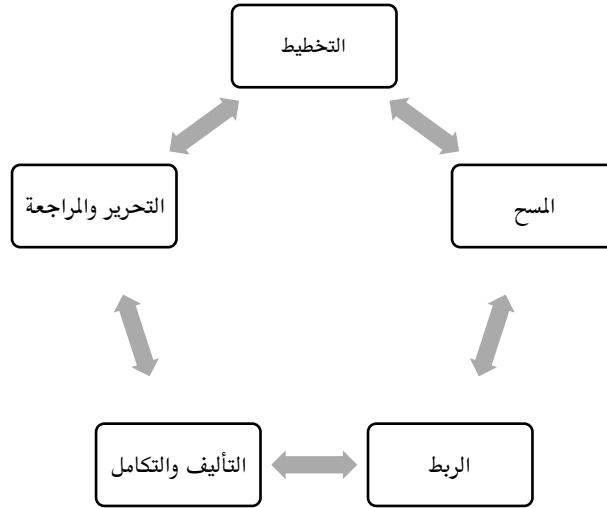 التخطيط
المسح
الربط
التأليف والتكامل
التحرير والمراجعة